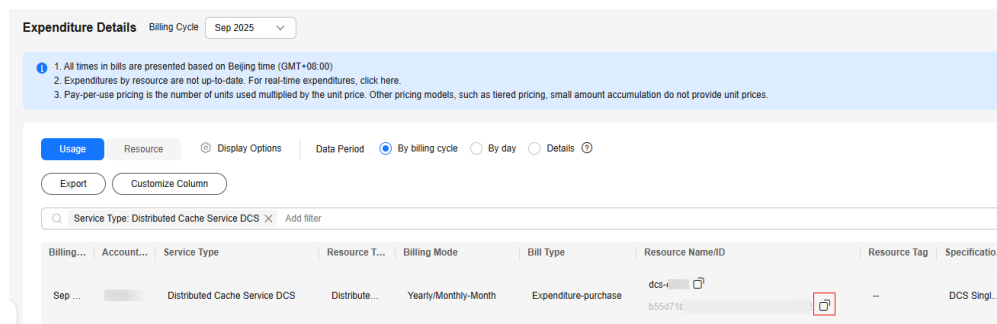 Expenditure Details Billing Cycle Sep 2025
1. All times in bills are presented based on Beijing time (GMT+08:00)
2. Expenditures by resource are not up-to-date. For real-time expenditures, click here.
3. Pay-per-use pricing is the number of units used multiplied by the unit price. Other pricing models, such as tiered pricing, small amount accumulation do not provide unit prices.
Usage Resource Display Options Data Period By billing cycle By day Details
Export Customize Column
Service Type: Distributed Cache Service DCS Add filter
Billing... Account... Service Type Resource T... Billing Mode Bill Type Resource Name/ID Resource Tag Specificatio...
Sep ... Distributed Cache Service DCS Distribute... Yearly/Monthly-Month Expenditure-purchase dcs- -- DCS Singl...
b55d71b